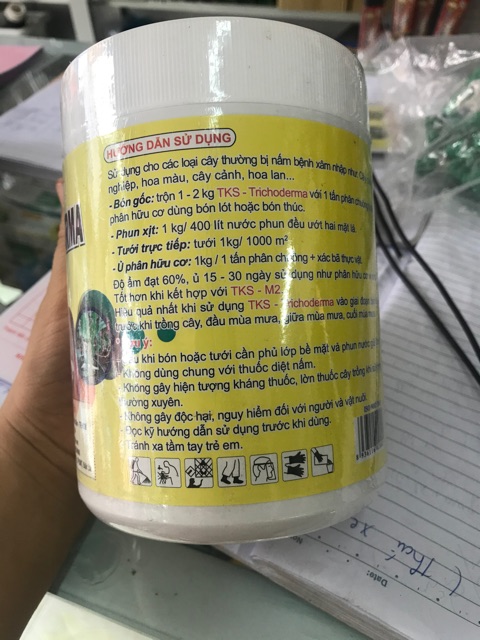 HƯỚNG DẪN SỬ DỤNG
Sử dụng cho các loại cây thường bị nấm bệnh xâm nhập như: Cây
nghiệp, hoa màu, cây cảnh, hoa lan...
- Bón gốc: trộn 1 - 2 kg TKS - Trichoderma với 1 tấn phân chuồng
phân hữu cơ dùng bón lót hoặc bón thúc.
- Phun xịt: 1 kg/ 400 lít nước phun đều ướt hai mặt lá.
- Tưới trực tiếp: tưới 1kg/ 1000 m²
- Ủ phân hữu cơ: 1kg / 1 tấn phân chuồng + xác bã thực vật.
Độ ẩm đạt 60%, ủ 15 - 30 ngày sử dụng như phân hữu cơ
Tốt hơn khi kết hợp với TKS - M2.
Hiệu quả nhất khi sử dụng TKS - Trichoderma vào giai đoạn
trước khi trồng cây, đầu mùa mưa, giữa mùa mưa, cuối mùa
ý:
khi bón hoặc tưới cần phủ lớp bề mặt và phun nước
Không dùng chung với thuốc diệt nấm.
- Không gây hiện tượng kháng thuốc, lờn thuốc cây trồng khi
thường xuyên.
- Không gây độc hại, nguy hiểm đối với người và vật nuôi.
- Đọc kỹ hướng dẫn sử dụng trước khi dùng.
- Tránh xa tầm tay trẻ em.
MA
Date: